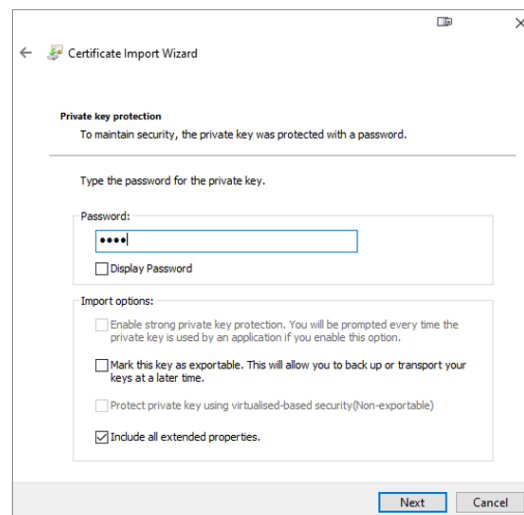 Certificate Import Wizard
Private key protection
To maintain security, the private key was protected with a password.
Type the password for the private key.
Password:
••••
Display Password
Import options:
Enable strong private key protection. You will be prompted every time the
private key is used by an application if you enable this option.
Mark this key as exportable. This will allow you to back up or transport your
keys at a later time.
Protect private key using virtualised-based security(Non-exportable)
Include all extended properties.
Next Cancel